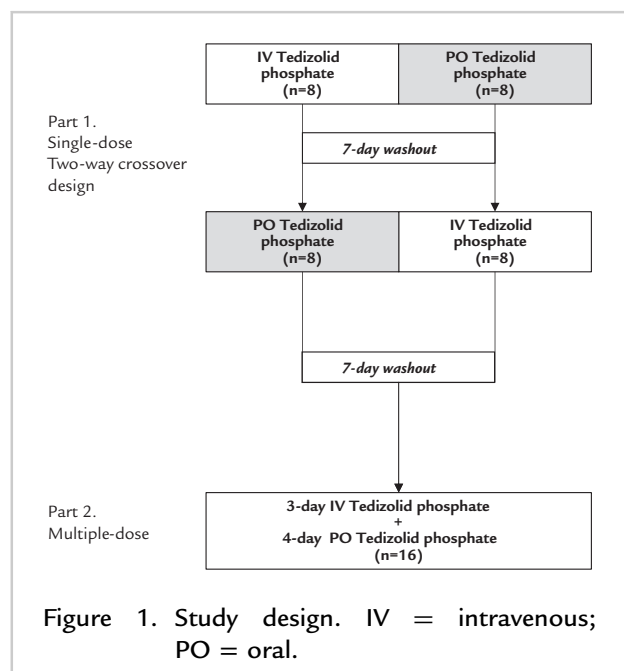 IV Tedizolid
phosphate
(n=8)
PO Tedizolid
phosphate
(n=8)
Part 1.
Single-dose
Two-way crossover
design
7-day washout
PO Tedizolid
phosphate
(n=8)
IV Tedizolid
phosphate
(n=8)
7-day washout
Part 2.
Multiple-dose
3-day IV Tedizolid phosphate
+
4-day PO Tedizolid phosphate
(n=16)
Figure 1. Study design. IV = intravenous;
PO = oral.